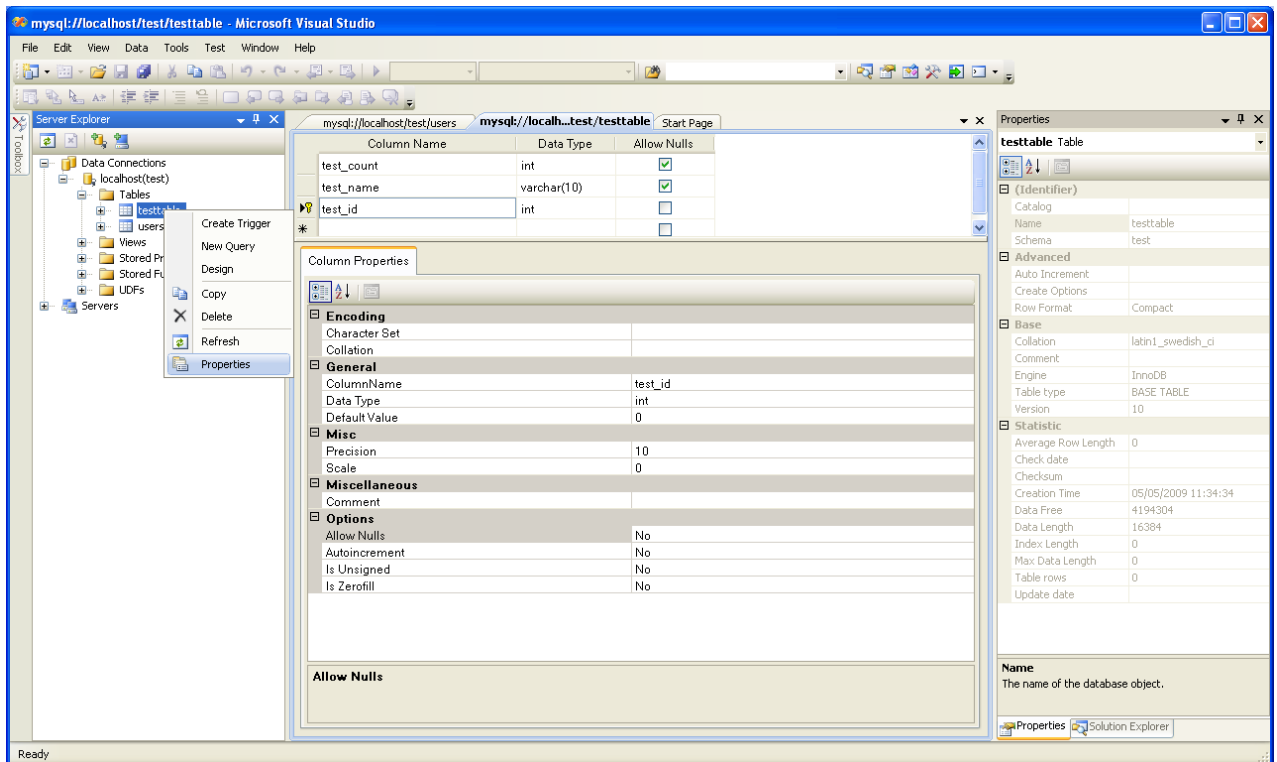 mysql://localhost/test/testtable - Microsoft Visual Studio
File Edit View Data Tools Test Window Help
Server Explorer
Toolbox
Data Connections
localhost(test)
Tables
testtable
users
Views
Stored Pr
Stored Fu
UDFs
Servers
Create Trigger
New Query
Design
Copy
Delete
Refresh
Properties
mysql://localhost/test/users mysql://localh...test/testtable Start Page
Column Name Data Type Allow Nulls
test_count int
test_name varchar(10)
test_id int
Column Properties
Encoding
Character Set
Collation
General
ColumnName test_id
Data Type int
Default Value 0
Misc
Precision 10
Scale 0
Miscellaneous
Comment
Options
Allow Nulls No
Autoincrement No
Is Unsigned No
Is Zerofill No
Allow Nulls
Properties
testtable Table
(Identifier)
Catalog
Name testtable
Schema test
Advanced
Auto Increment
Create Options
Row Format Compact
Base
Collation latin1_swedish_ci
Comment
Engine InnoDB
Table type BASE TABLE
Version 10
Statistic
Average Row Length 0
Check date
Checksum
Creation Time 05/05/2009 11:34:34
Data Free 4194304
Data Length 16384
Index Length 0
Max Data Length 0
Table rows 0
Update date
Name
The name of the database object.
Properties Solution Explorer
Ready